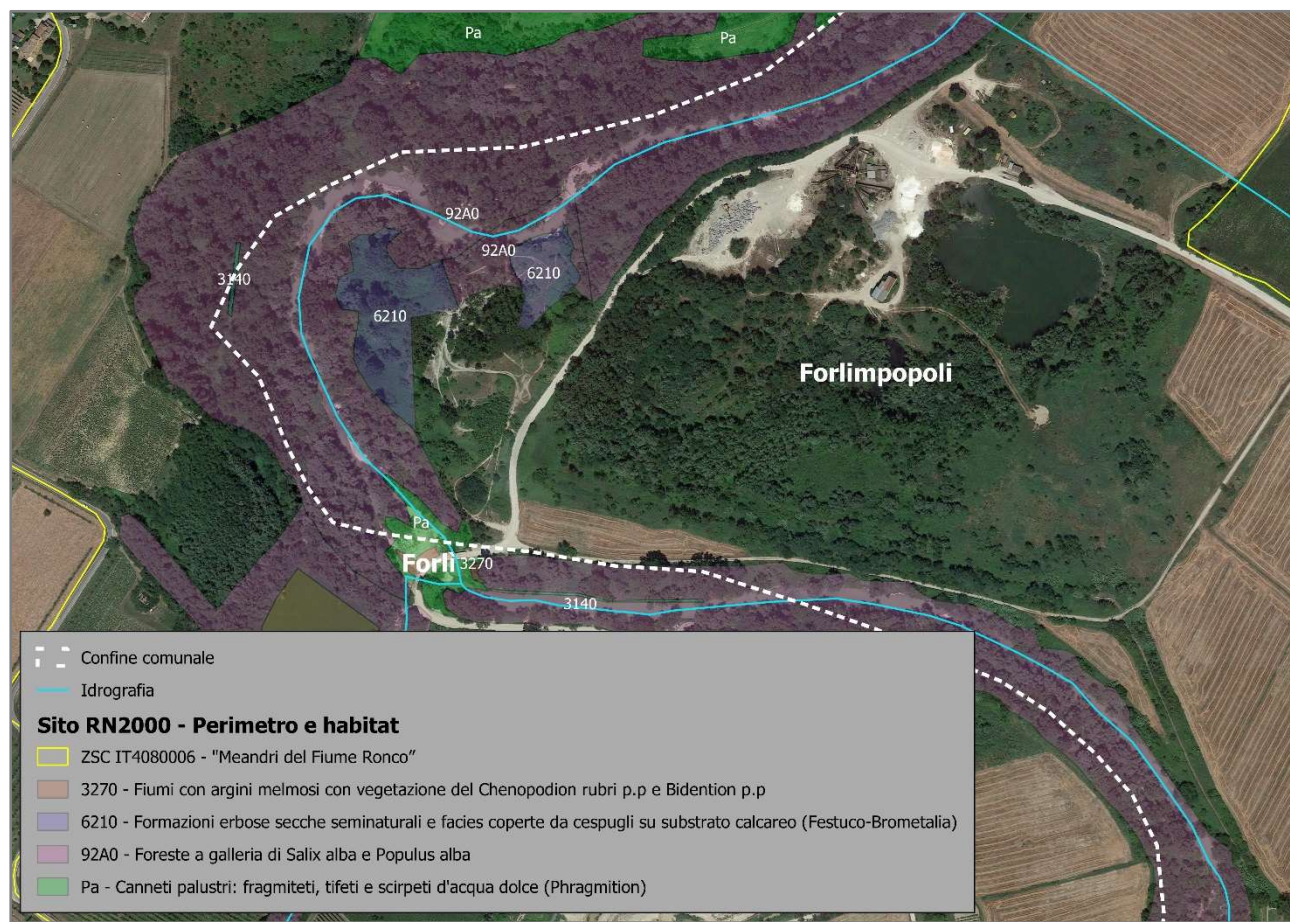 Pa
Pa
92A0
92A0
6210
3140
6210
Forlimpopoli
Pa
Forlì
3270
3140
Confine comunale
Idrografia
Sito RN2000 - Perimetro e habitat
ZSC IT4080006 - "Meandri del Fiume Ronco”
3270 - Fiumi con argini melmosi con vegetazione del Chenopodion rubri p.p e Bidention p.p
6210 - Formazioni erbose secche seminaturali e facies coperte da cespugli su substrato calcareo (Festuco-Brometalia)
92A0 - Foreste a galleria di Salix alba e Populus alba
Pa - Canneti palustri: fragmiteti, tifeti e scirpeti d'acqua dolce (Phragmition)